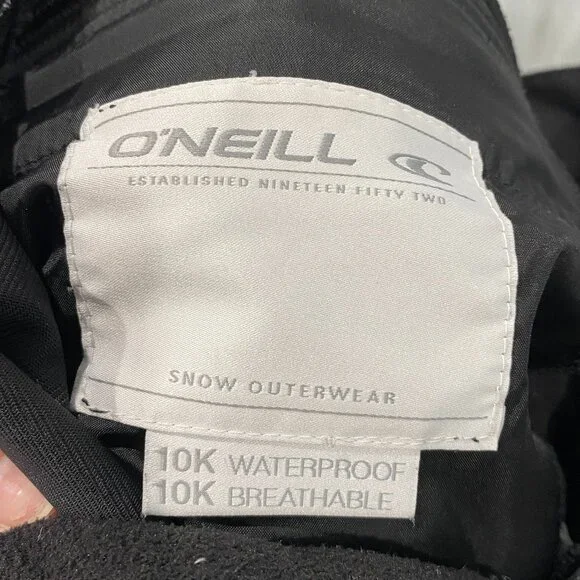 O'NEILL
ESTABLISHED NINETEEN FIFTY TWO
SNOW OUTERWEAR
10K WATERPROOF
10K BREATHABLE